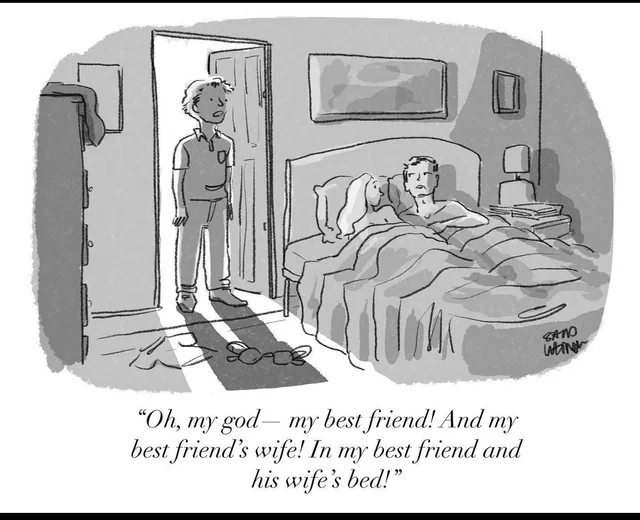 “Oh, my god— my best friend! And my
best friend’s wife! In my best friend and
his wife’s bed!”